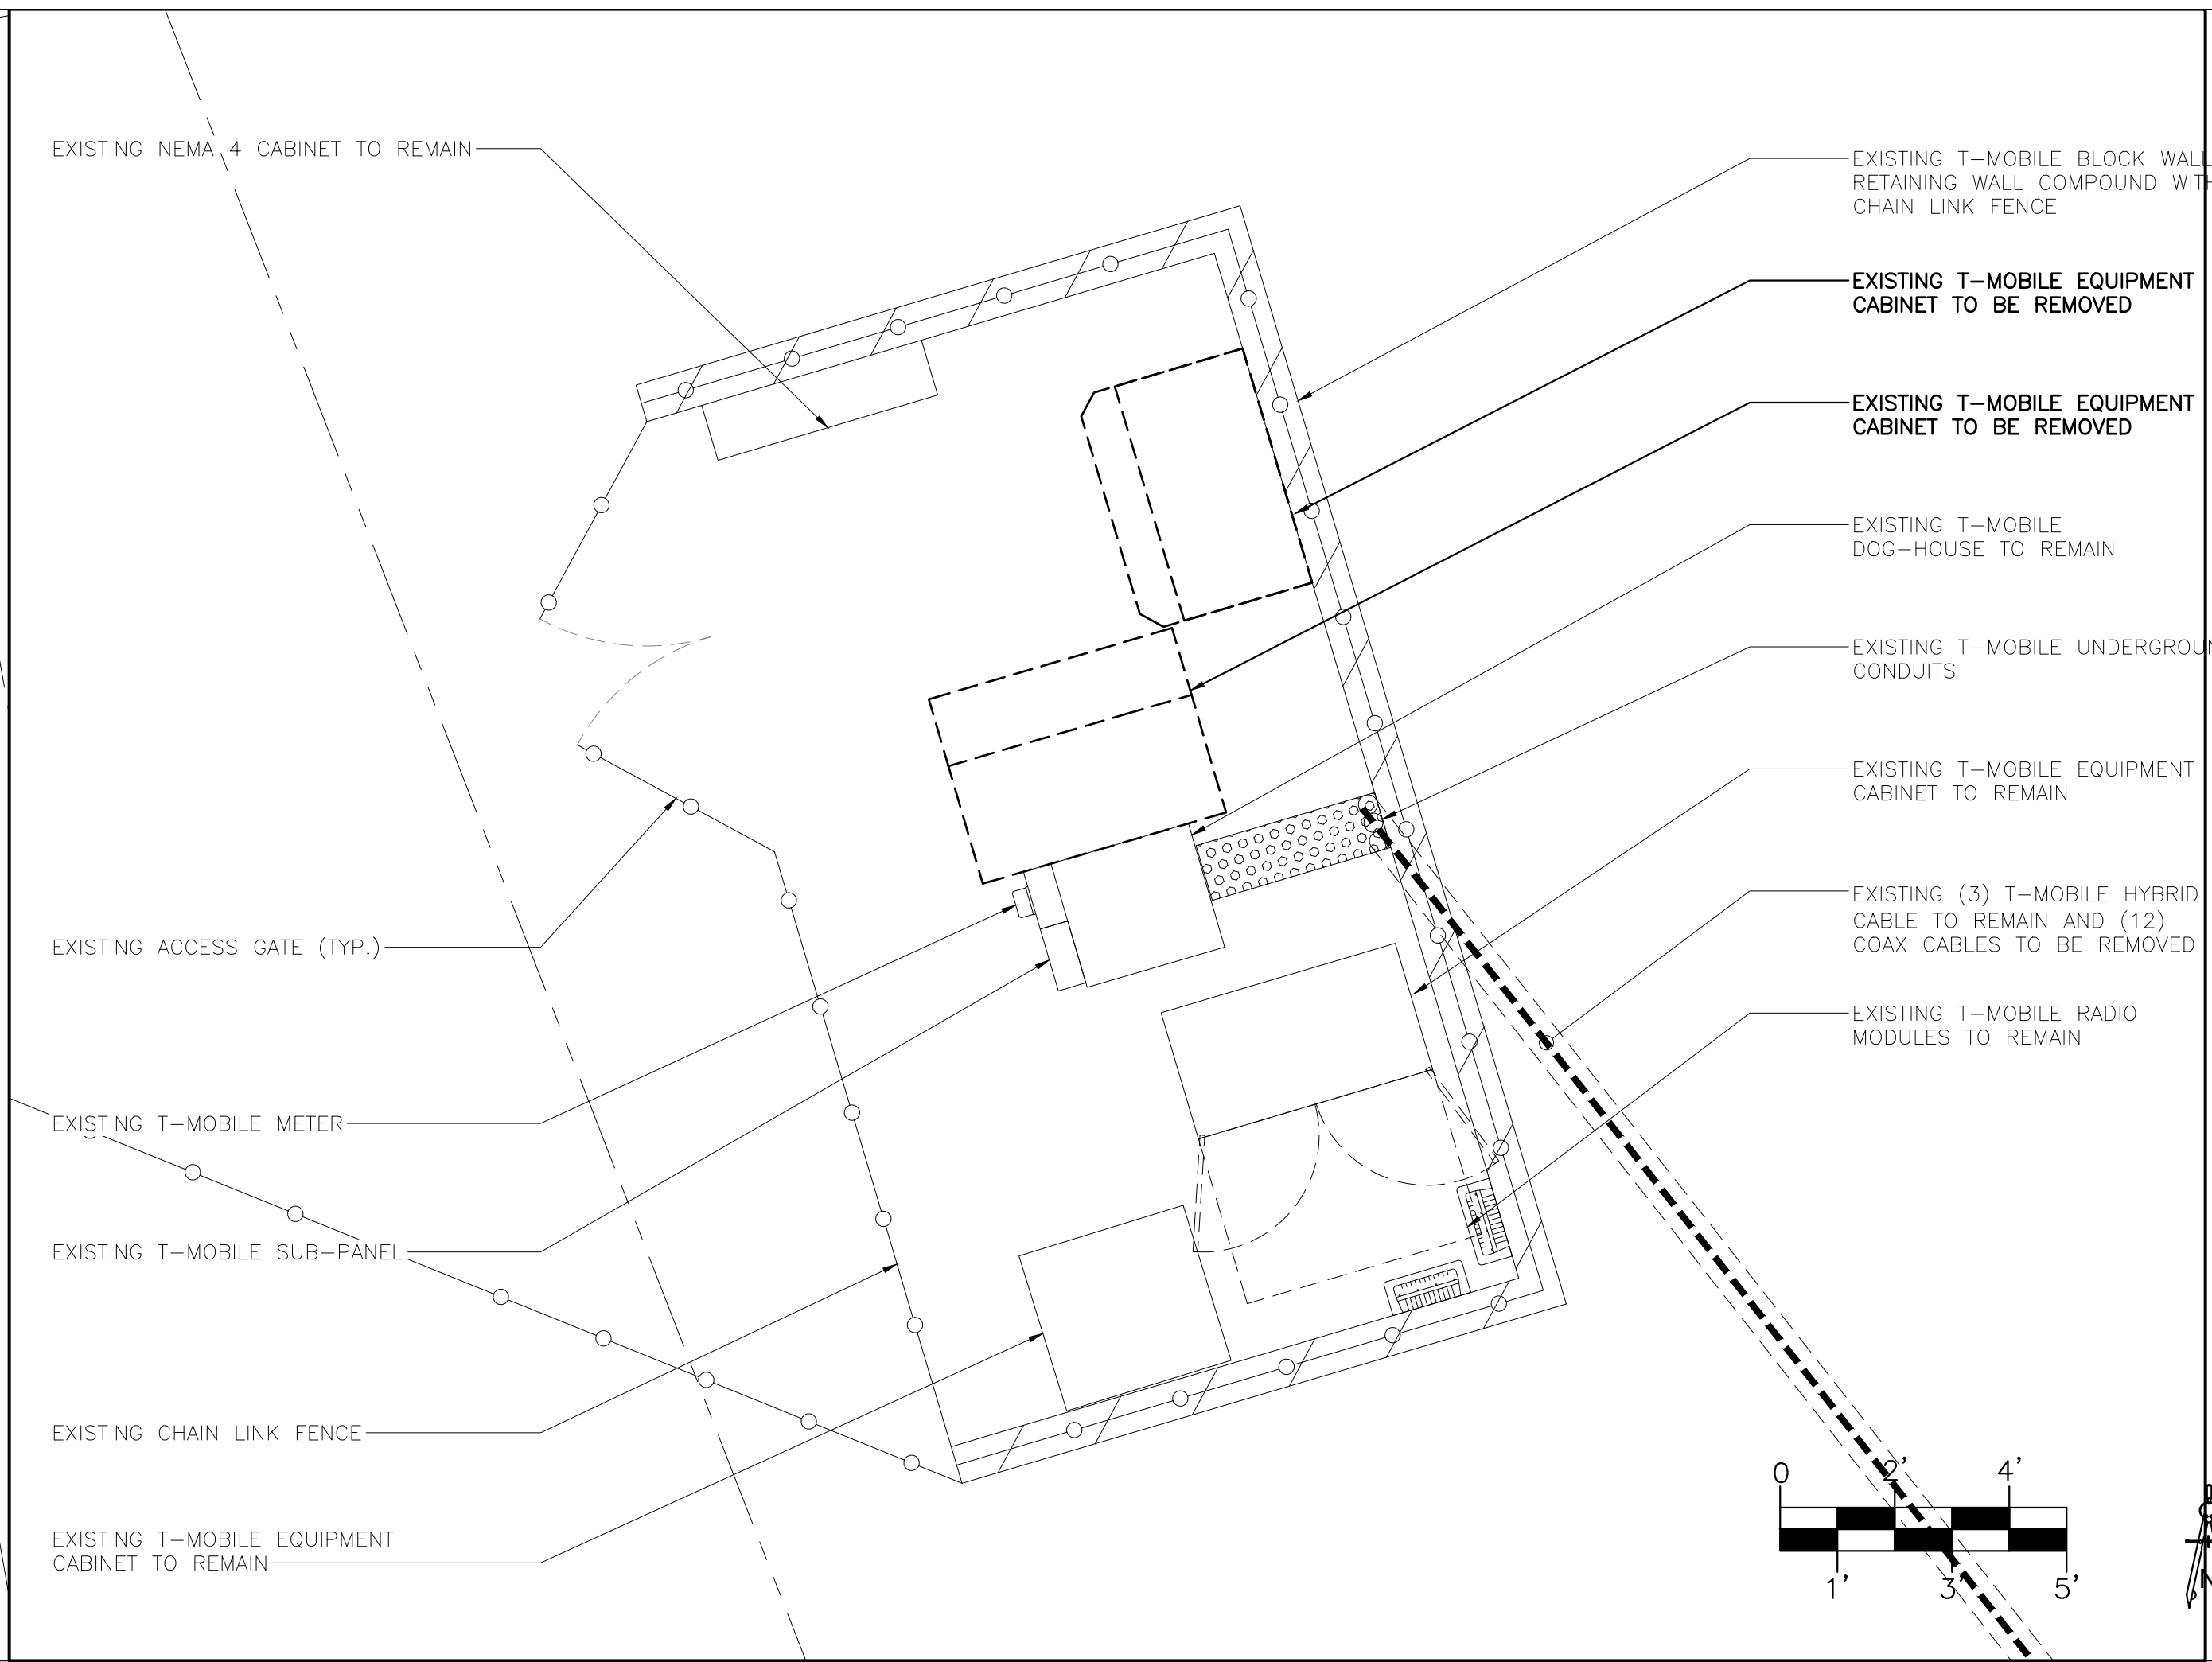 EXISTING NEMA 4 CABINET TO REMAIN
EXISTING ACCESS GATE (TYP.)
EXISTING T-MOBILE METER
EXISTING T-MOBILE SUB-PANEL
EXISTING CHAIN LINK FENCE
EXISTING T-MOBILE EQUIPMENT
CABINET TO REMAIN
EXISTING T-MOBILE BLOCK WALL
RETAINING WALL COMPOUND WITH
CHAIN LINK FENCE
EXISTING T-MOBILE EQUIPMENT
CABINET TO BE REMOVED
EXISTING T-MOBILE EQUIPMENT
CABINET TO BE REMOVED
EXISTING T-MOBILE
DOG-HOUSE TO REMAIN
EXISTING T-MOBILE
CONDUITS
EXISTING T-MOBILE EQUIPMENT
CABINET TO REMAIN
EXISTING (3) T-MOBILE HYBRID
CABLE TO REMAIN AND (12)
COAX CABLES TO BE REMOVED
EXISTING T-MOBILE RADIO
MODULES TO REMAIN
0 2' 4'
1' 3' 5'